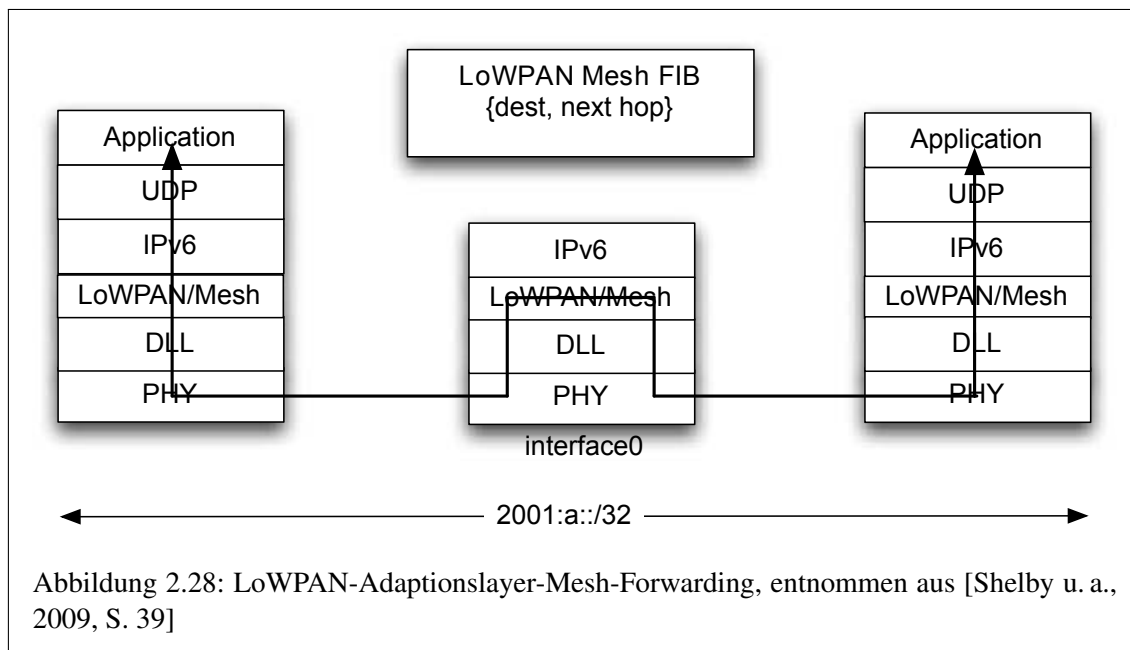 LoWPAN Mesh FIB
{dest, next hop}
Application
UDP
IPv6
LoWPAN/Mesh
DLL
PHY
IPv6
LoWPAN/Mesh
DLL
PHY
interface0
Application
UDP
IPv6
LoWPAN/Mesh
DLL
PHY
2001:a::/32
Abbildung 2.28: LoWPAN-Adaptionslayer-Mesh-Forwarding, entnommen aus [Shelby u. a.,
2009, S. 39]